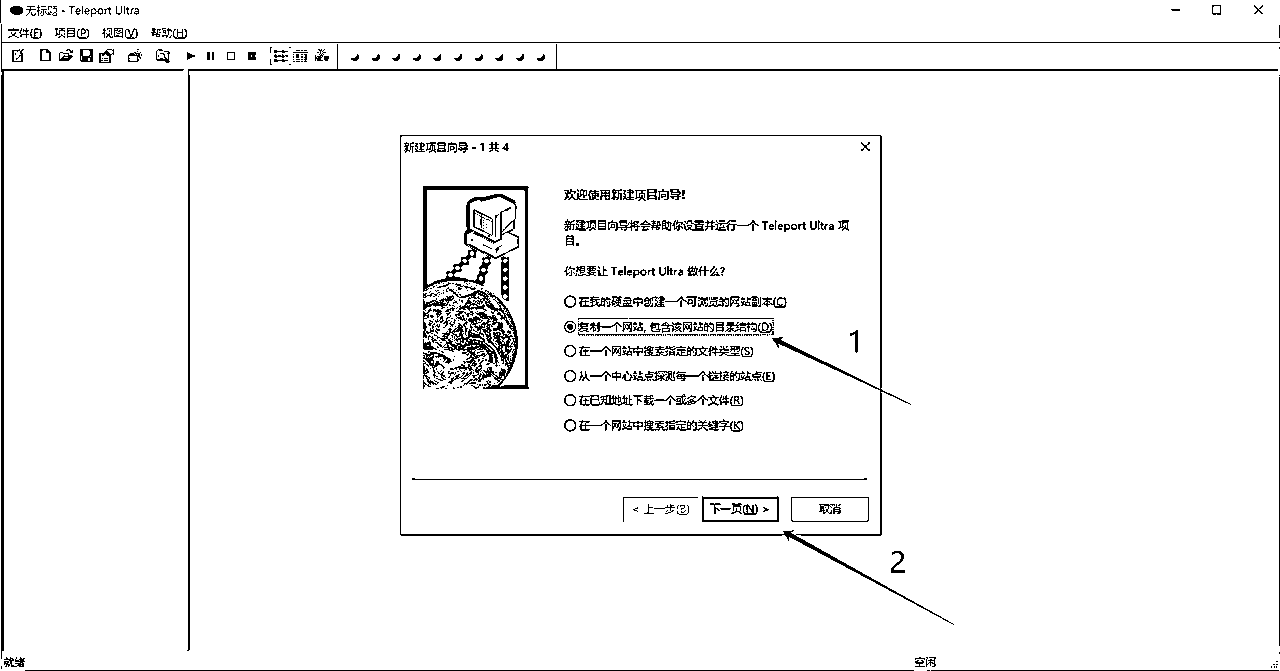 无标题 - Teleport Ultra
文件(F) 项目(P) 视图(V) 帮助(H)
新建项目向导 - 1 共 4
欢迎使用新建项目向导!
新建项目向导将会帮助你设置并运行一个 Teleport Ultra 项
目。
你想要让 Teleport Ultra 做什么?
在我的硬盘中创建一个可浏览的网站副本(C)
复制一个网站, 包含该网站的目录结构(D)
1
在一个网站中搜索指定的文件类型(S)
从一个中心站点探测每一个链接的站点(E)
在已知地址下载一个或多个文件(R)
在一个网站中搜索指定的关键字(K)
< 上一步(P) 下一页(N) > 取消
2
就绪 空闲